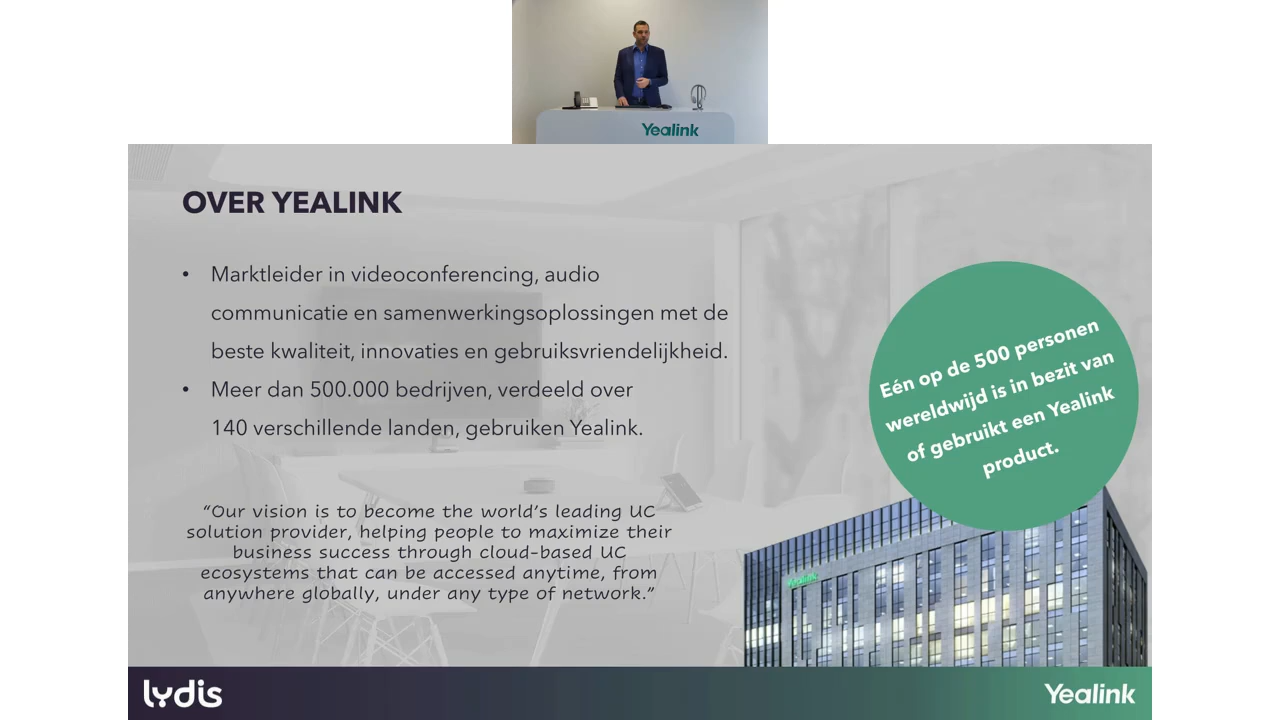 Yealink
OVER YEALINK
• Marktleider in videoconferencing, audio
communicatie en samenwerkingsoplossingen met de
beste kwaliteit, innovaties en gebruiksvriendelijkheid.
• Meer dan 500.000 bedrijven, verdeeld over
140 verschillende landen, gebruiken Yealink.
“Our vision is to become the world’s leading UC
solution provider, helping people to maximize their
business success through cloud-based UC
ecosystems that can be accessed anytime, from
anywhere globally, under any type of network.”
Eén op de 500 personen
wereldwijd is in bezit van
of gebruikt een Yealink
product.
Yealink
lydis
Yealink